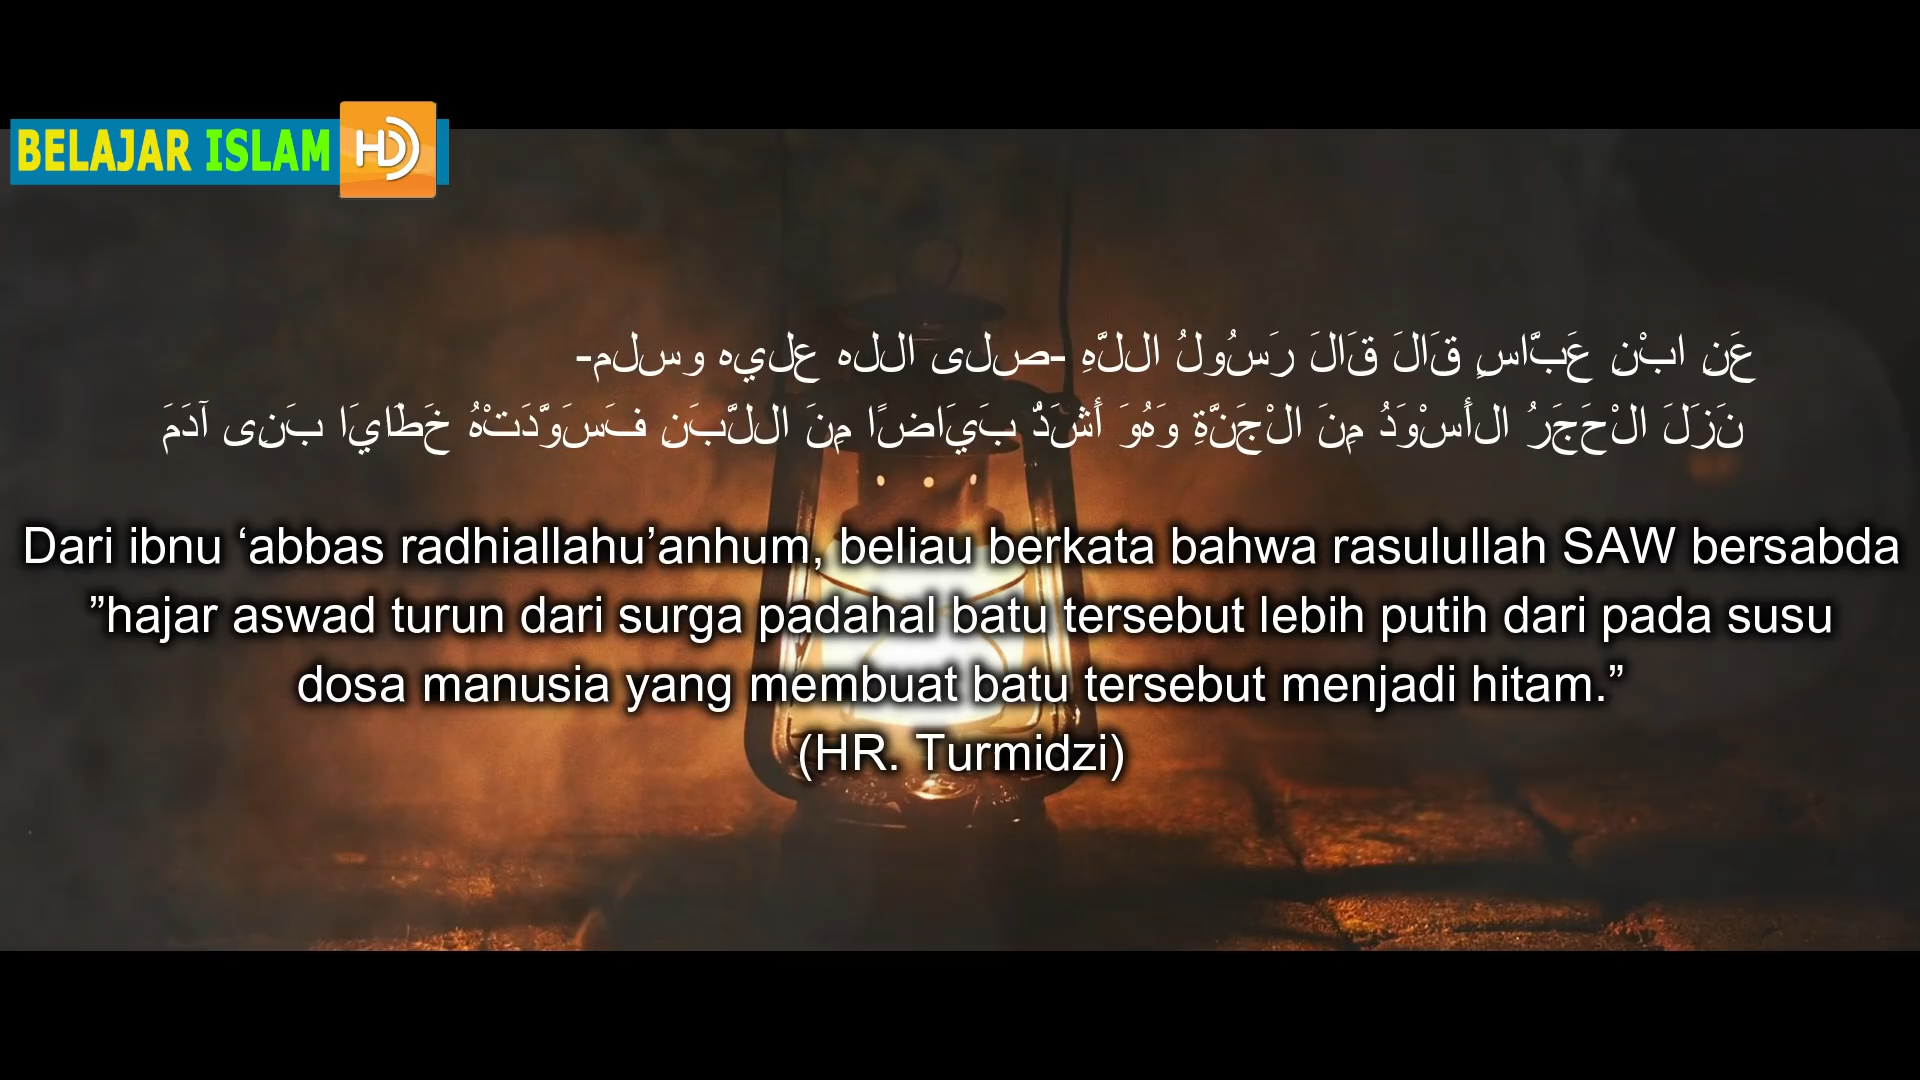 BELAJAR ISLAM HD
عَنِ ابْنِ عَبَّاسٍ قَالَ قَالَ رَسُولُ اللَّهِ -صلى الله عليه وسلم-
نَزَلَ الْحَجَرُ الأَسْوَدُ مِنَ الْجَنَّةِ وَهُوَ أَشَدُّ بَيَاضًا مِنَ اللَّبَنِ فَسَوَّدَتْهُ خَطَايَا بَنِى آدَمَ
Dari ibnu ‘abbas radhiallahu’anhum, beliau berkata bahwa rasulullah SAW bersabda
”hajar aswad turun dari surga padahal batu tersebut lebih putih dari pada susu
dosa manusia yang membuat batu tersebut menjadi hitam.”
(HR. Turmidzi)